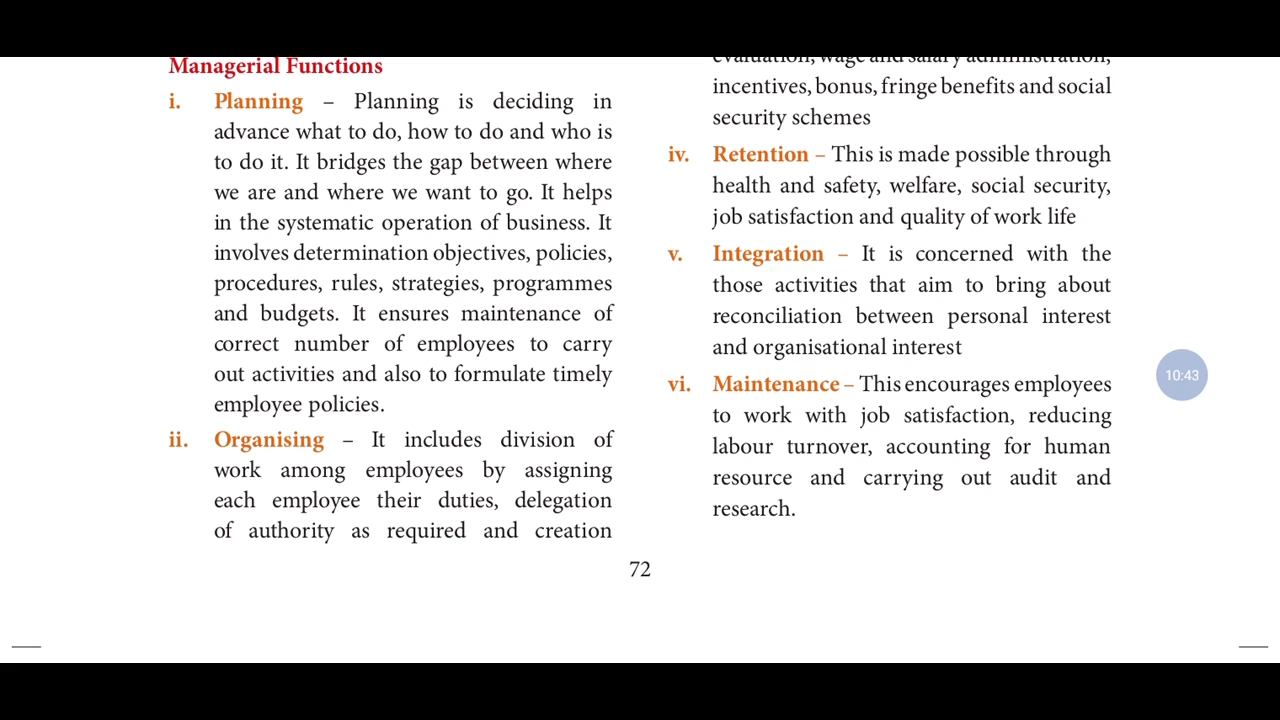 Managerial Functions
i. Planning – Planning is deciding in
advance what to do, how to do and who is
to do it. It bridges the gap between where
we are and where we want to go. It helps
in the systematic operation of business. It
involves determination objectives, policies,
procedures, rules, strategies, programmes
and budgets. It ensures maintenance of
correct number of employees to carry
out activities and also to formulate timely
employee policies.
ii. Organising – It includes division of
work among employees by assigning
each employee their duties, delegation
of authority as required and creation
evaluation, wage and salary administration,
incentives, bonus, fringe benefits and social
security schemes
iv. Retention – This is made possible through
health and safety, welfare, social security,
job satisfaction and quality of work life
v. Integration – It is concerned with the
those activities that aim to bring about
reconciliation between personal interest
and organisational interest
vi. Maintenance – This encourages employees
to work with job satisfaction, reducing
labour turnover, accounting for human
resource and carrying out audit and
research.
72
10:43